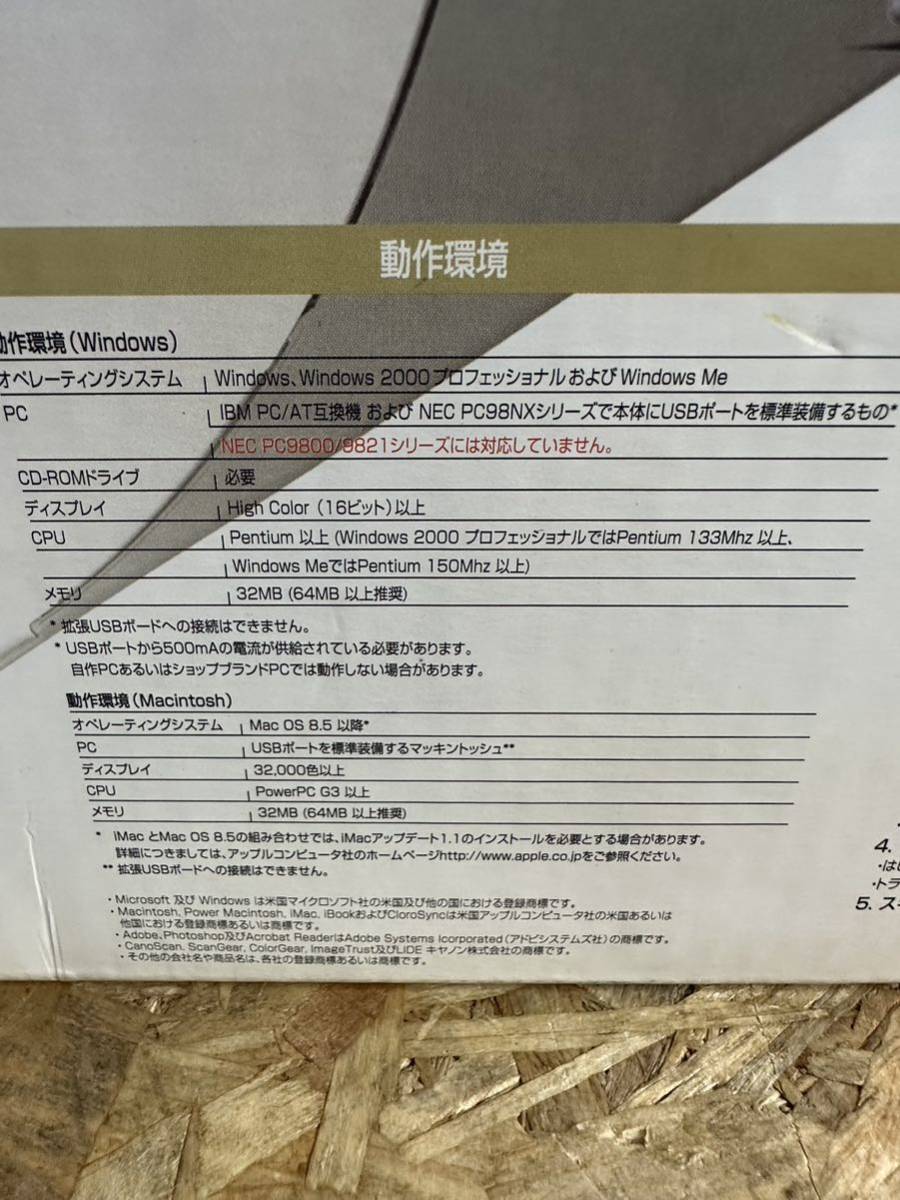 動作環境
動作環境(Windows)
オペレーティングシステム Windows、Windows 2000プロフェッショナルおよびWindows Me
PC IBM PC/AT互換機 および NEC PC98NXシリーズで本体にUSBポートを標準装備するもの*
NEC PC9800/9821シリーズには対応していません。
CD-ROMドライブ 必要
ディスプレイ High Color (16ビット)以上
CPU Pentium 以上 (Windows 2000 プロフェッショナルではPentium 133Mhz 以上、
Windows MeではPentium 150Mhz 以上)
メモリ 32MB (64MB 以上推奨)
* 拡張USBボードへの接続はできません。
* USBポートから500mAの電流が供給されている必要があります。
自作PCあるいはショップブランドPCでは動作しない場合があります。
動作環境(Macintosh)
オペレーティングシステム Mac OS 8.5 以降*
PC USBポートを標準装備するマッキントッシュ**
ディスプレイ 32,000色以上
CPU PowerPC G3 以上
メモリ 32MB (64MB 以上推奨)
* iMac とMac OS 8.5の組み合わせでは、iMacアップデート1.1のインストールを必要とする場合があります。
詳細につきましては、アップルコンピュータ社のホームページhttp://www.apple.co.jpをご参照ください。
** 拡張USBボードへの接続はできません。
・Microsoft 及び Windows は米国マイクロソフト社の米国及び他の国における登録商標です。
・Macintosh, Power Macintosh, iMac, iBookおよびCloroSyncは米国アップルコンピュータ社の米国あるいは
他国における登録商標あるいは商標です。
・Adobe、Photoshop及びAcrobat ReaderはAdobe Systems Icorporated (アドビシステムズ社) の商標です。
・CanoScan, ScanGear, ColorGear, ImageTrust及びLiDE キヤノン株式会社の商標です。
・その他の会社名や商品名は、各社の登録商標あるいは商標です。
4.
・はい
・トラ
5. スキ